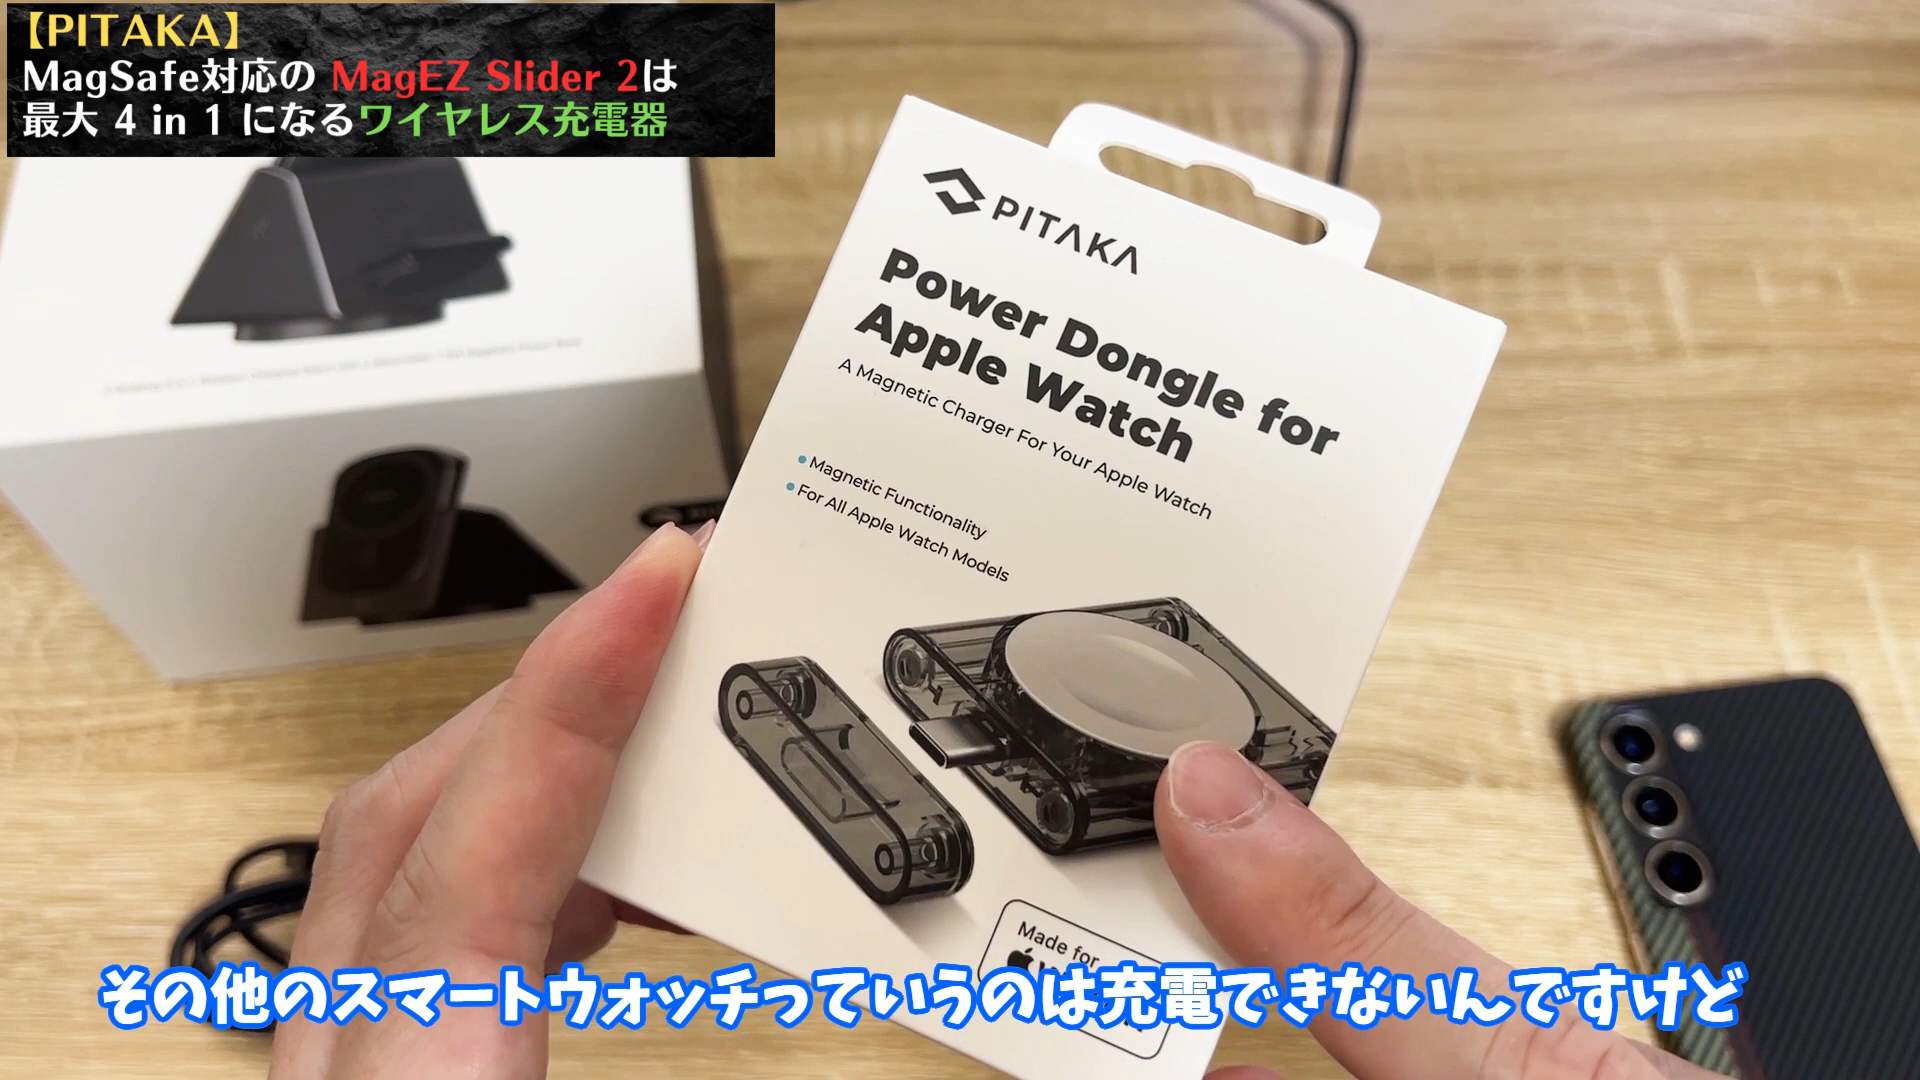 【PITAKA】
MagSafe対応の MagEZ Slider 2は
最大 4 in 1 になるワイヤレス充電器
PITAKA
Power Dongle for
Apple Watch
A Magnetic Charger For Your Apple Watch
Magnetic Functionality
For All Apple Watch Models
Made for
その他のスマートウォッチっていうのは充電できないんですけど